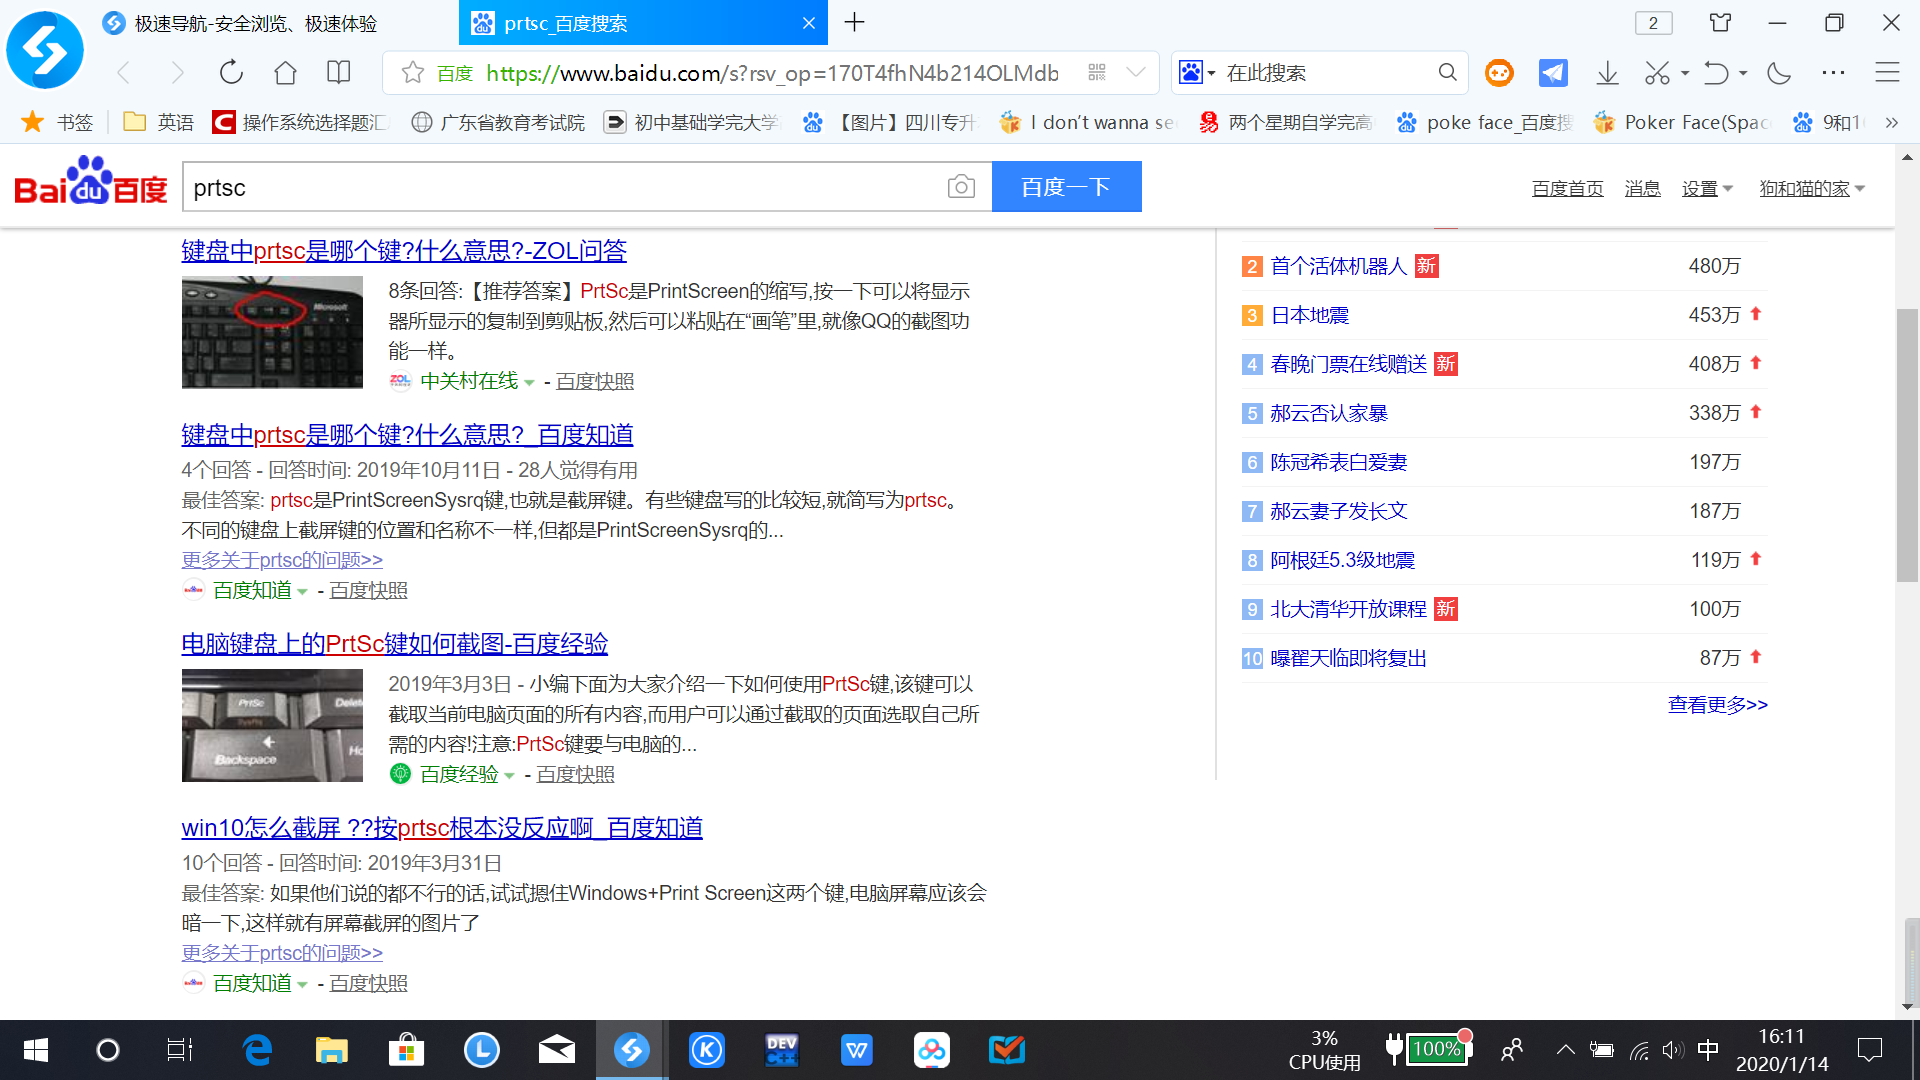 极速导航-安全浏览、极速体验
prtsc_百度搜索
2
百度 https://www.baidu.com/s?rsv_op=170T4fhN4b214OLMdb
在此搜索
书签
英语
操作系统选择题汇
广东省教育考试院
初中基础学完大学
【图片】四川专升
I don't wanna se
两个星期自学完高
poke face_百度搜
Poker Face(Spac
9和1
Bai du 百度
prtsc
百度一下
百度首页 消息 设置 狗和猫的家
键盘中prtsc是哪个键?什么意思?-ZOL问答
Microsoft
8条回答:【推荐答案】PrtSc是PrintScreen的缩写,按一下可以将显示
器所显示的复制到剪贴板,然后可以粘贴在“画笔”里,就像QQ的截图功
能一样。
ZOL 中关村在线 - 百度快照
键盘中prtsc是哪个键?什么意思?_百度知道
4个回答 - 回答时间: 2019年10月11日 - 28人觉得有用
最佳答案: prtsc是PrintScreenSysrq键,也就是截屏键。有些键盘写的比较短,就简写为prtsc。
不同的键盘上截屏键的位置和名称不一样,但都是PrintScreenSysrq的...
更多关于prtsc的问题>>
百度知道 - 百度快照
电脑键盘上的PrtSc键如何截图-百度经验
PrtSc
Delete
Backspace
Ho
2019年3月3日 - 小编下面为大家介绍一下如何使用PrtSc键,该键可以
截取当前电脑页面的所有内容,而用户可以通过截取的页面选取自己所
需的内容!注意:PrtSc键要与电脑的...
百度经验 - 百度快照
win10怎么截屏 ??按prtsc根本没反应啊_百度知道
10个回答 - 回答时间: 2019年3月31日
最佳答案: 如果他们说的都不行的话,试试摁住Windows+Print Screen这两个键,电脑屏幕应该会
暗一下,这样就有屏幕截屏的图片了
更多关于prtsc的问题>>
百度知道 - 百度快照
2 首个活体机器人 新 480万
3 日本地震 453万
4 春晚门票在线赠送 新 408万
5 郝云否认家暴 338万
6 陈冠希表白爱妻 197万
7 郝云妻子发长文 187万
8 阿根廷5.3级地震 119万
9 北大清华开放课程 新 100万
10 曝翟天临即将复出 87万
查看更多>>
DEV
C++
3%
CPU使用
100%
中
16:11
2020/1/14